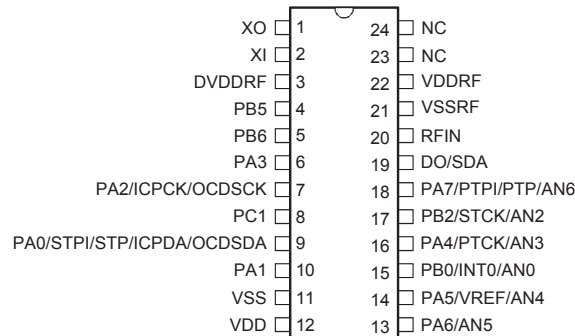 XO 1 24 NC
XI 2 23 NC
DVDDRF 3 22 VDDRF
PB5 4 21 VSSRF
PB6 5 20 RFIN
PA3 6 19 DO/SDA
PA2/ICPCK/OCDSCK 7 18 PA7/PTPI/PTP/AN6
PC1 8 17 PB2/STCK/AN2
PA0/STPI/STP/ICPDA/OCDSDA 9 16 PA4/PTCK/AN3
PA1 10 15 PB0/INT0/AN0
VSS 11 14 PA5/VREF/AN4
VDD 12 13 PA6/AN5